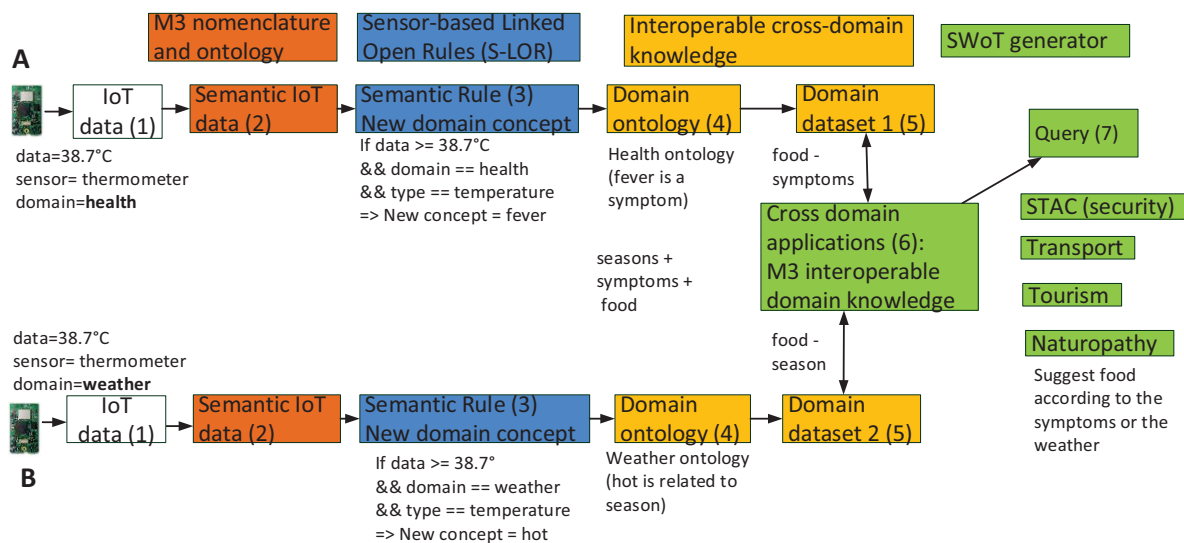 M3 nomenclature
and ontology
Sensor-based Linked
Open Rules (S-LOR)
Interoperable cross-domain
knowledge
SWoT generator
A
IoT
data (1)
Semantic IoT
data (2)
Semantic Rule (3)
New domain concept
Domain
ontology (4)
Domain
dataset 1 (5)
Query (7)
data=38.7°C
sensor= thermometer
domain=health
If data >= 38.7°C
&& domain == health
&& type == temperature
=> New concept = fever
Health ontology
(fever is a
symptom)
food -
symptoms
Cross domain
applications (6):
M3 interoperable
domain knowledge
seasons +
symptoms +
food
STAC (security)
Transport
Tourism
Naturopathy
Suggest food
according to the
symptoms or the
weather
data=38.7°C
sensor= thermometer
domain=weather
food -
season
IoT
data (1)
Semantic IoT
data (2)
Semantic Rule (3)
New domain concept
Domain
ontology (4)
Domain
dataset 2 (5)
B
If data >= 38.7°
&& domain == weather
&& type == temperature
=> New concept = hot
Weather ontology
(hot is related to
season)